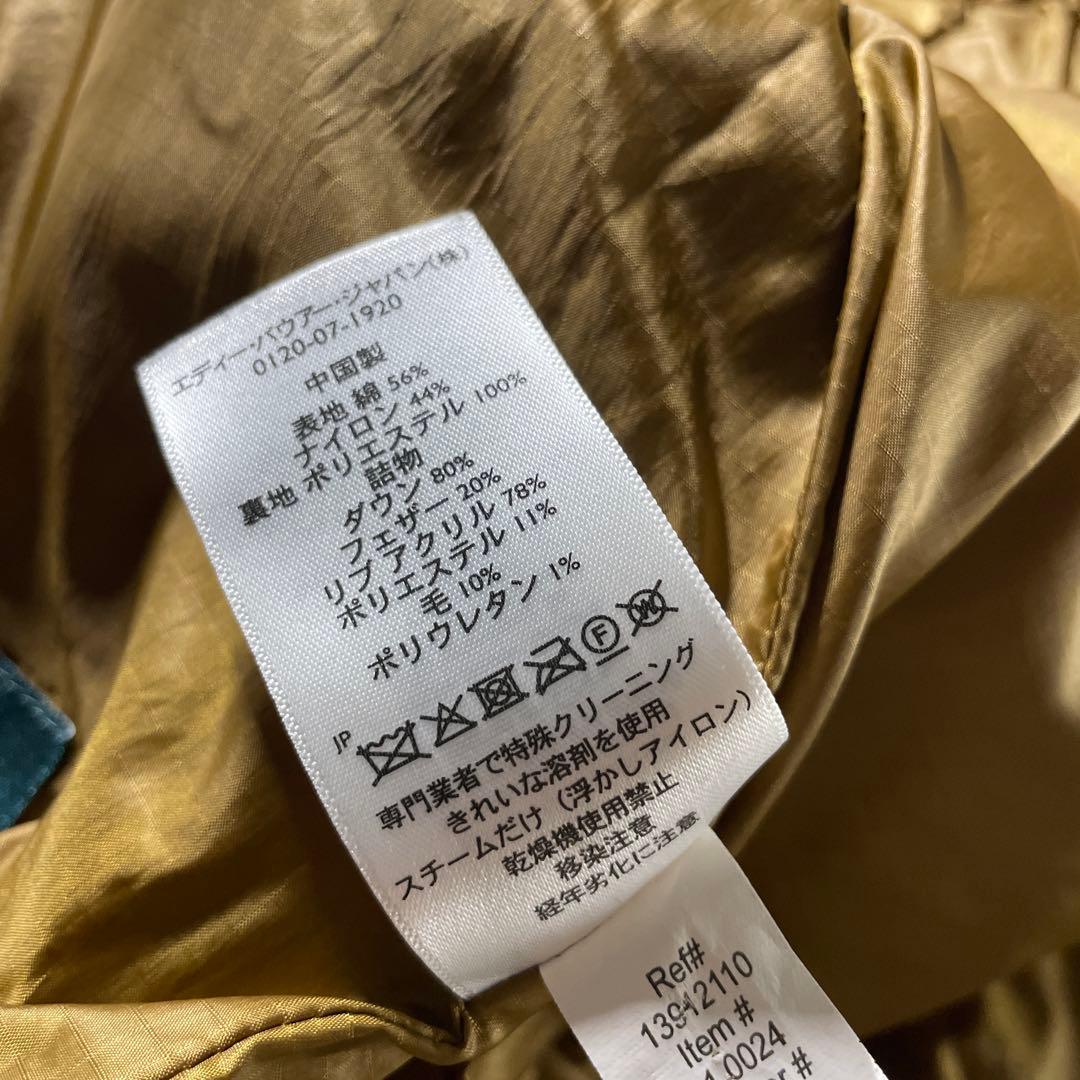 エディー・バウアー・ジャパン(株)
0120-07-1920
中国製
表地 綿 56%
ナイロン 44%
裏地 ポリエステル 100%
詰物
ダウン 80%
フェザー 20%
リブアクリル 78%
ポリエステル 11%
毛 10%
ポリウレタン 1%
JP
F
W
専門業者で特殊クリーニング
きれいな溶剤を使用
スチームだけ (浮かしアイロン)
乾燥機使用禁止
移染注意
経年劣化に注意
Ref#
13912110
Item #
1.0024